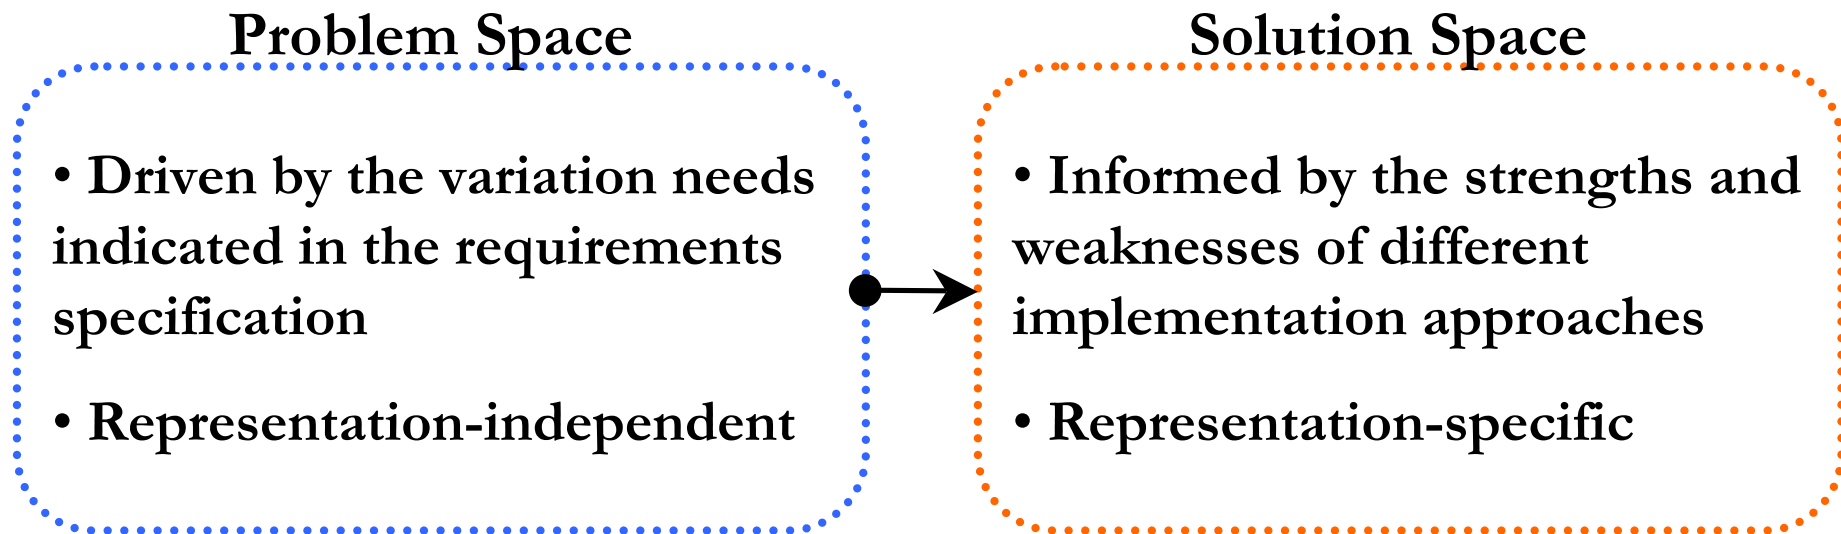 Problem Space
• Driven by the variation needs
indicated in the requirements
specification
• Representation-independent
Solution Space
• Informed by the strengths and
weaknesses of different
implementation approaches
• Representation-specific